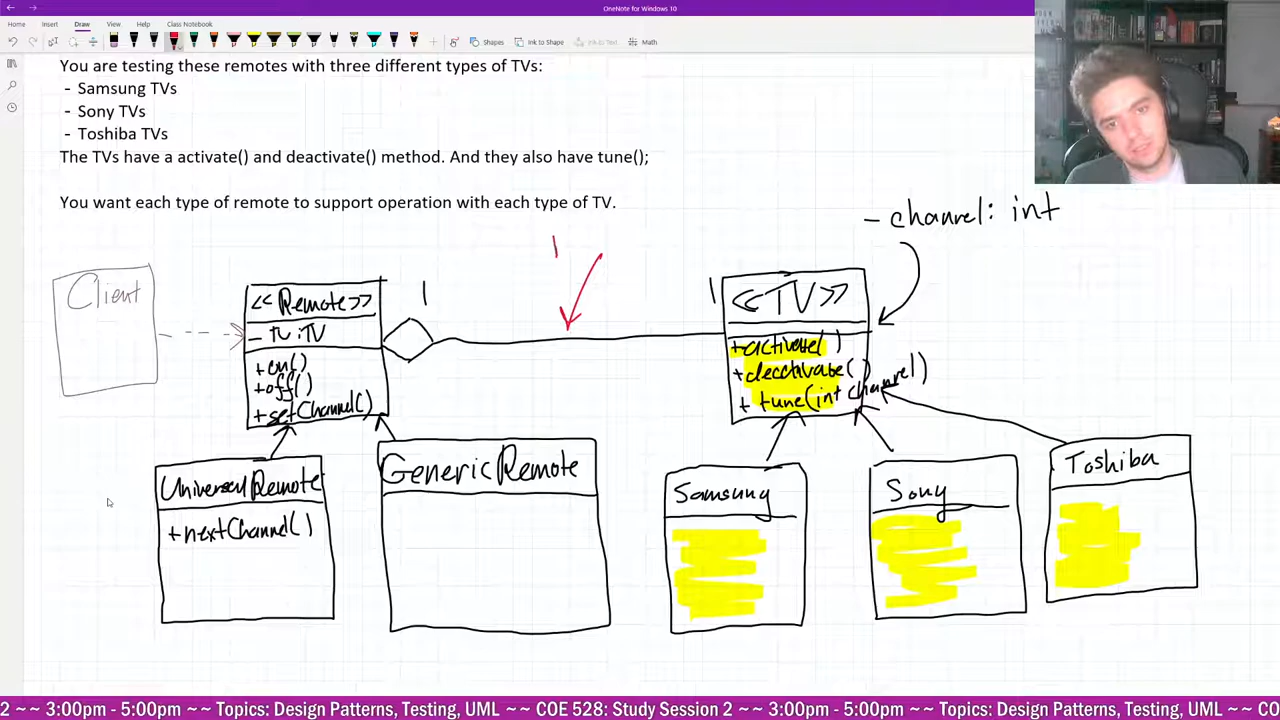 OneNote for Windows 10
Home Insert Draw View Help Class Notebook
Shapes Ink to Shape Ink to Text Math
You are testing these remotes with three different types of TVs:
- Samsung TVs
- Sony TVs
- Toshiba TVs
The TVs have a activate() and deactivate() method. And they also have tune();
You want each type of remote to support operation with each type of TV.
- channel: int
Client
<<Remote>>
- TV: TV
+on()
+off()
+setChannel()
1
1
1
<<TV>>
+activate()
+deactivate()
+ tune(int channel)
UniversalRemote
+nextChannel()
GenericRemote
Samsung
Sony
Toshiba
2 ~~ 3:00pm - 5:00pm ~~ Topics: Design Patterns, Testing, UML ~~ COE 528: Study Session 2 ~~ 3:00pm - 5:00pm ~~ Topics: Design Patterns, Testing, UML ~~ CO